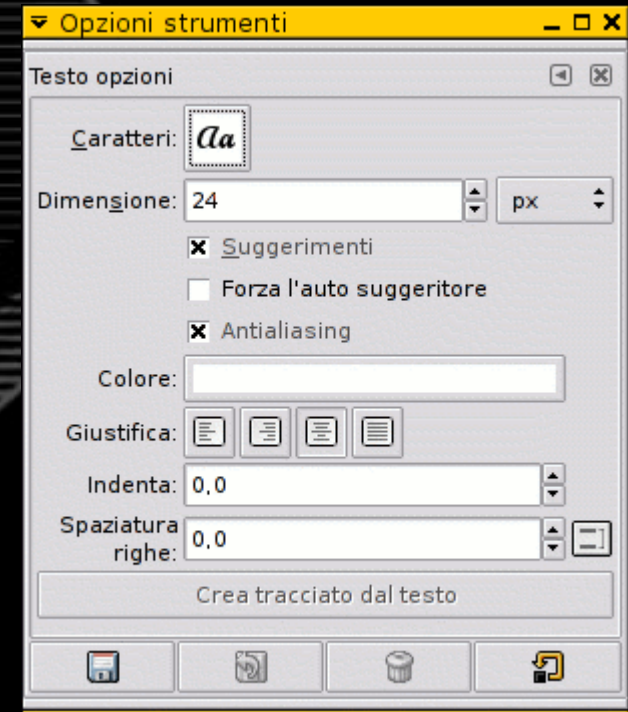 Opzioni strumenti
Testo opzioni
Caratteri: Aa
Dimensione: 24 px
Suggerimenti
Forza l'auto suggeritore
Antialiasing
Colore:
Giustifica:
Indenta: 0,0
Spaziatura
righe: 0,0
Crea tracciato dal testo